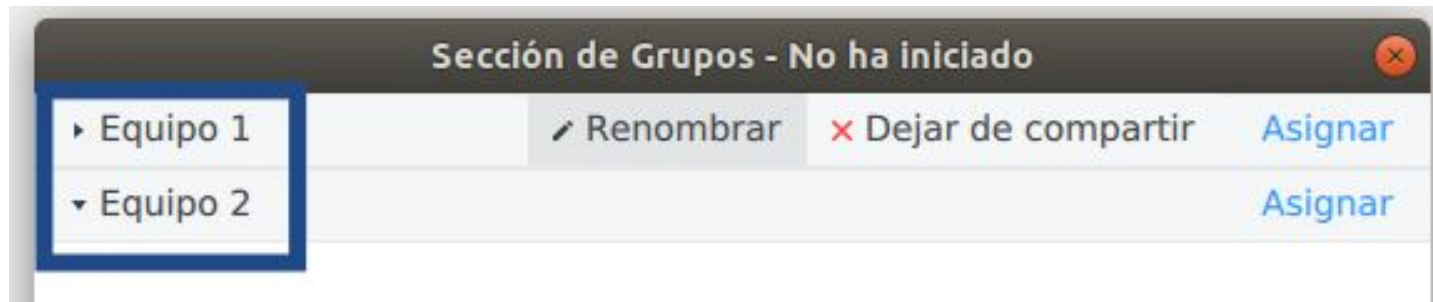 Sección de Grupos - No ha iniciado
Equipo 1 Renombrar Dejar de compartir Asignar
Equipo 2 Asignar